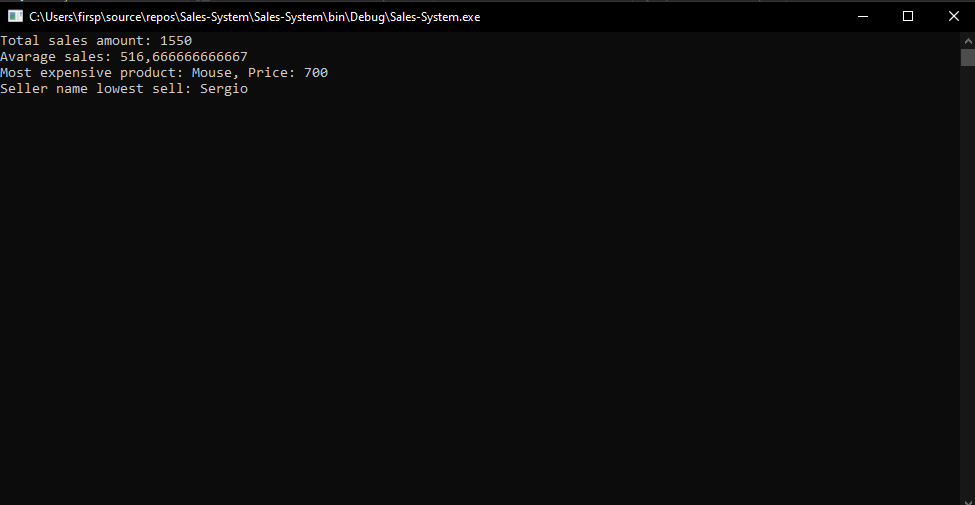 C:\Users\firsp\source\repos\Sales-System\Sales-System\bin\Debug\Sales-System.exe
Total sales amount: 1550
Avarage sales: 516,666666666667
Most expensive product: Mouse, Price: 700
Seller name lowest sell: Sergio